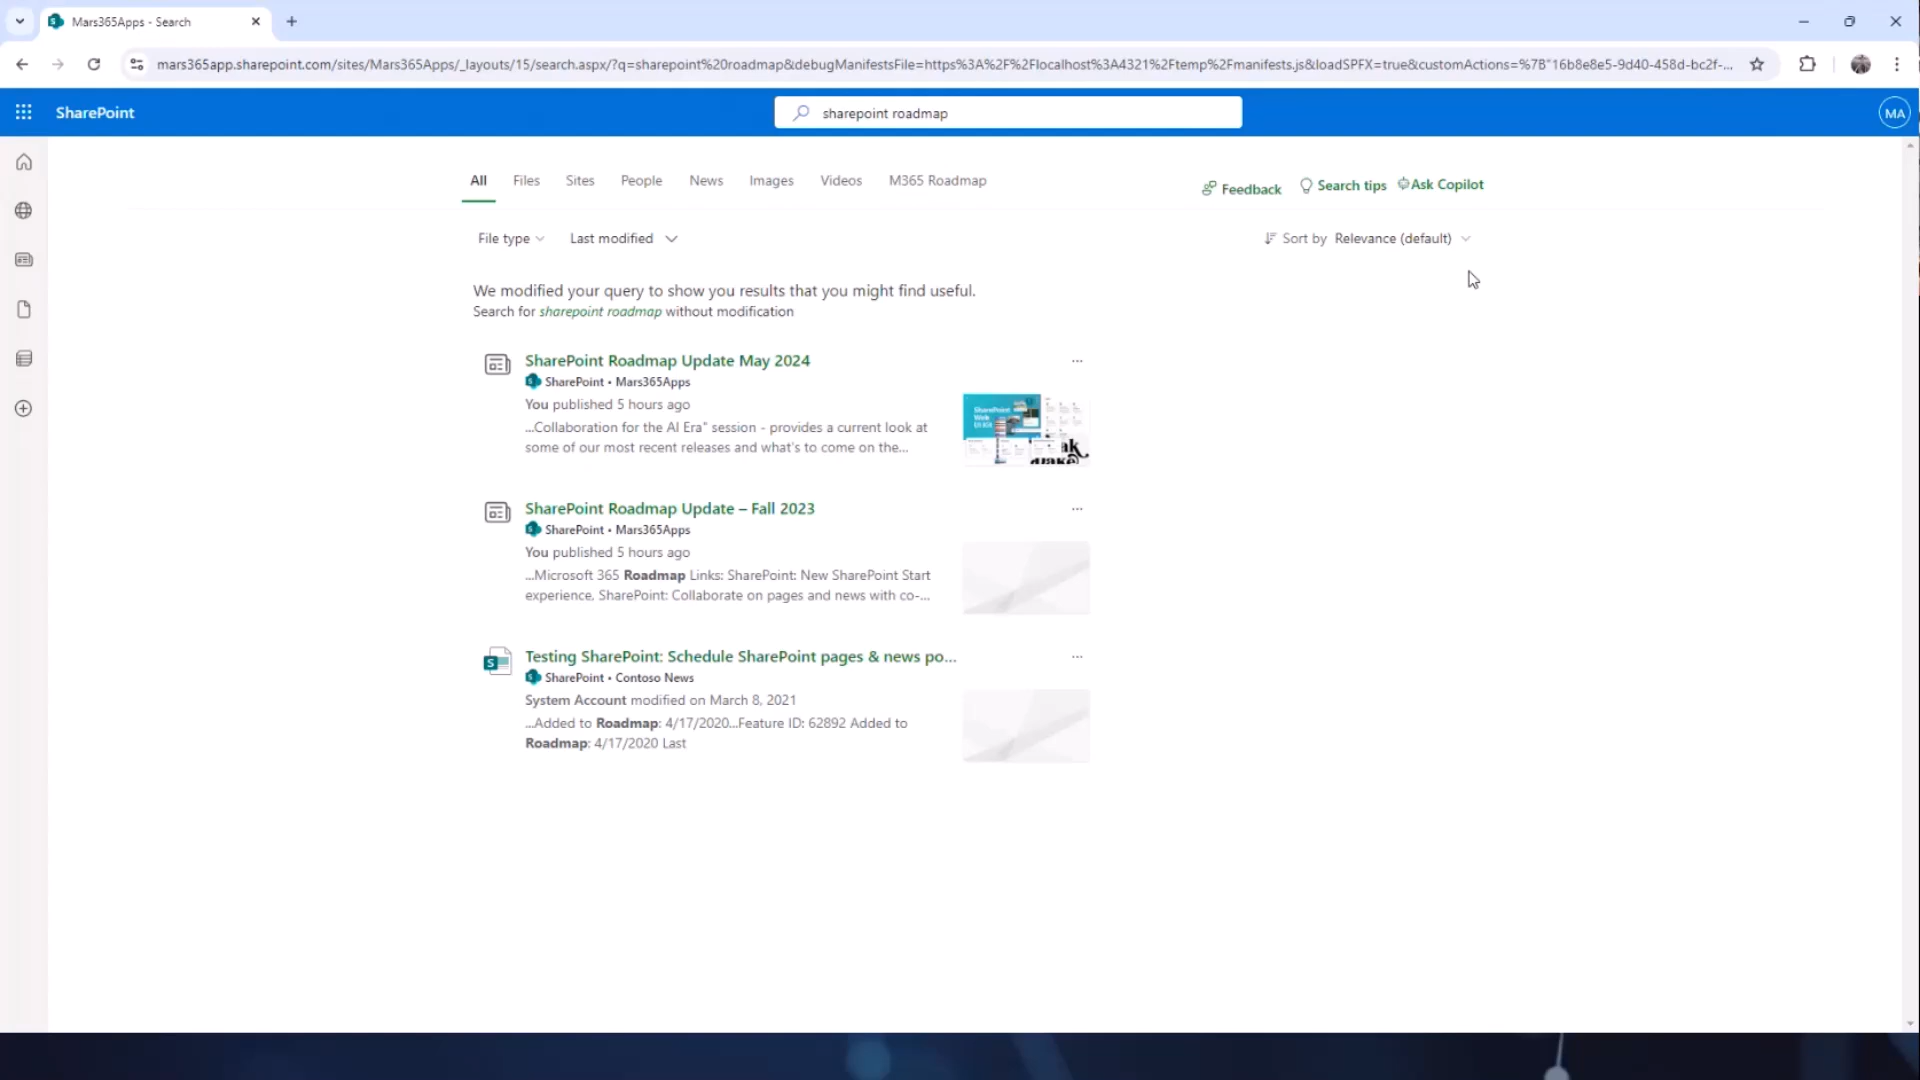 Mars365Apps - Search
mars365app.sharepoint.com/sites/Mars365Apps/_layouts/15/search.aspx/?q=sharepoint%20roadmap&debugManifestsFile=https%3A%2F%2Flocalhost%3A4321%2Ftemp%2Fmanifests.js&loadSPFX=true&customActions=%7B"16b8e8e5-9d40-458d-bc2f-...
SharePoint
sharepoint roadmap
MA
All Files Sites People News Images Videos M365 Roadmap
Feedback Search tips Ask Copilot
File type Last modified
Sort by Relevance (default)
We modified your query to show you results that you might find useful.
Search for sharepoint roadmap without modification
SharePoint Roadmap Update May 2024
SharePoint • Mars365Apps
You published 5 hours ago
...Collaboration for the AI Era" session - provides a current look at
some of our most recent releases and what's to come on the...
SharePoint
Web
UI Kit
SharePoint Roadmap Update – Fall 2023
SharePoint • Mars365Apps
You published 5 hours ago
...Microsoft 365 Roadmap Links: SharePoint: New SharePoint Start
experience. SharePoint: Collaborate on pages and news with co-...
Testing SharePoint: Schedule SharePoint pages & news po...
SharePoint • Contoso News
System Account modified on March 8, 2021
...Added to Roadmap: 4/17/2020...Feature ID: 62892 Added to
Roadmap: 4/17/2020 Last